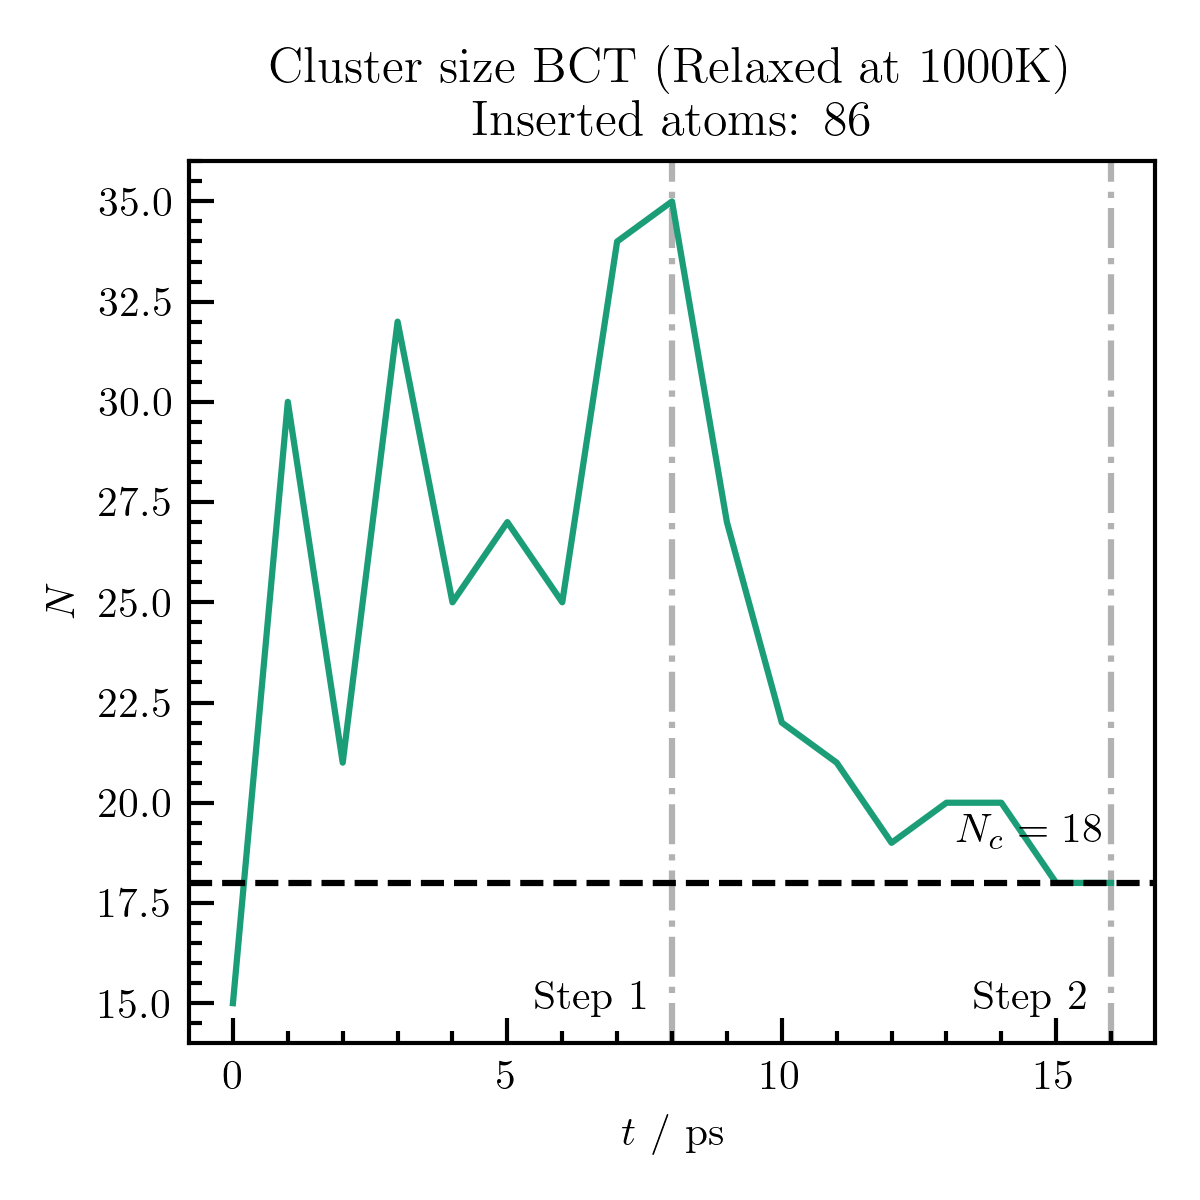 Cluster size BCT (Relaxed at 1000K)
Inserted atoms: 86
35.0
32.5
30.0
27.5
25.0
22.5
20.0
17.5
15.0
N
N_c = 18
Step 1
Step 2
0
5
10
15
t / ps